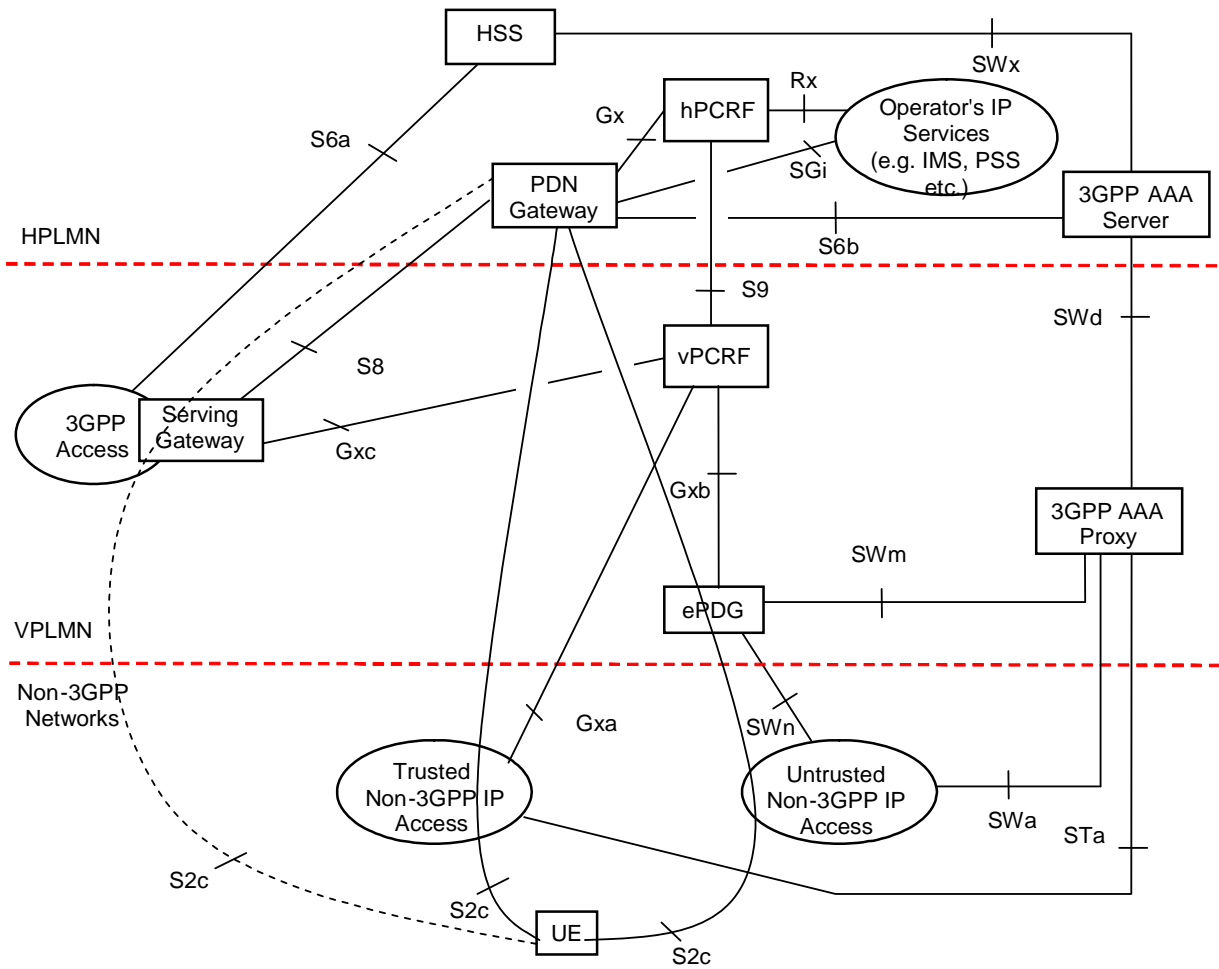 HSS
SWx
Rx
hPCRF
Gx
Operator's IP
Services
(e.g. IMS, PSS
etc.)
S6a
SGi
PDN
Gateway
3GPP AAA
Server
HPLMN
S6b
S9
SWd
vPCRF
S8
3GPP
Access
Serving
Gateway
Gxc
Gxb
3GPP AAA
Proxy
SWm
ePDG
VPLMN
Non-3GPP
Networks
Gxa
SWn
Trusted
Non-3GPP IP
Access
Untrusted
Non-3GPP IP
Access
SWa
STa
S2c
S2c
UE
S2c